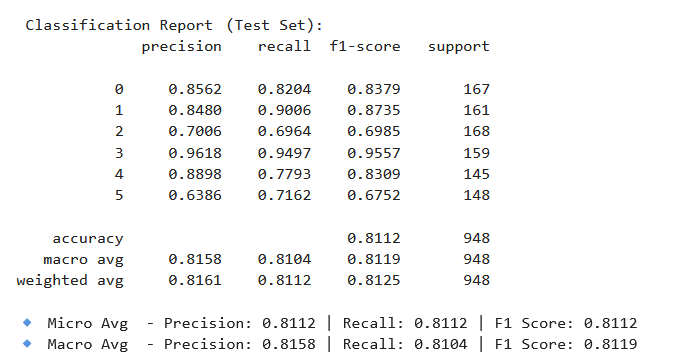 Classification Report (Test Set):
precision recall f1-score support
0 0.8562 0.8204 0.8379 167
1 0.8480 0.9006 0.8735 161
2 0.7006 0.6964 0.6985 168
3 0.9618 0.9497 0.9557 159
4 0.8898 0.7793 0.8309 145
5 0.6386 0.7162 0.6752 148
accuracy 0.8112 948
macro avg 0.8158 0.8104 0.8119 948
weighted avg 0.8161 0.8112 0.8125 948
🔹 Micro Avg - Precision: 0.8112 | Recall: 0.8112 | F1 Score: 0.8112
🔹 Macro Avg - Precision: 0.8158 | Recall: 0.8104 | F1 Score: 0.8119